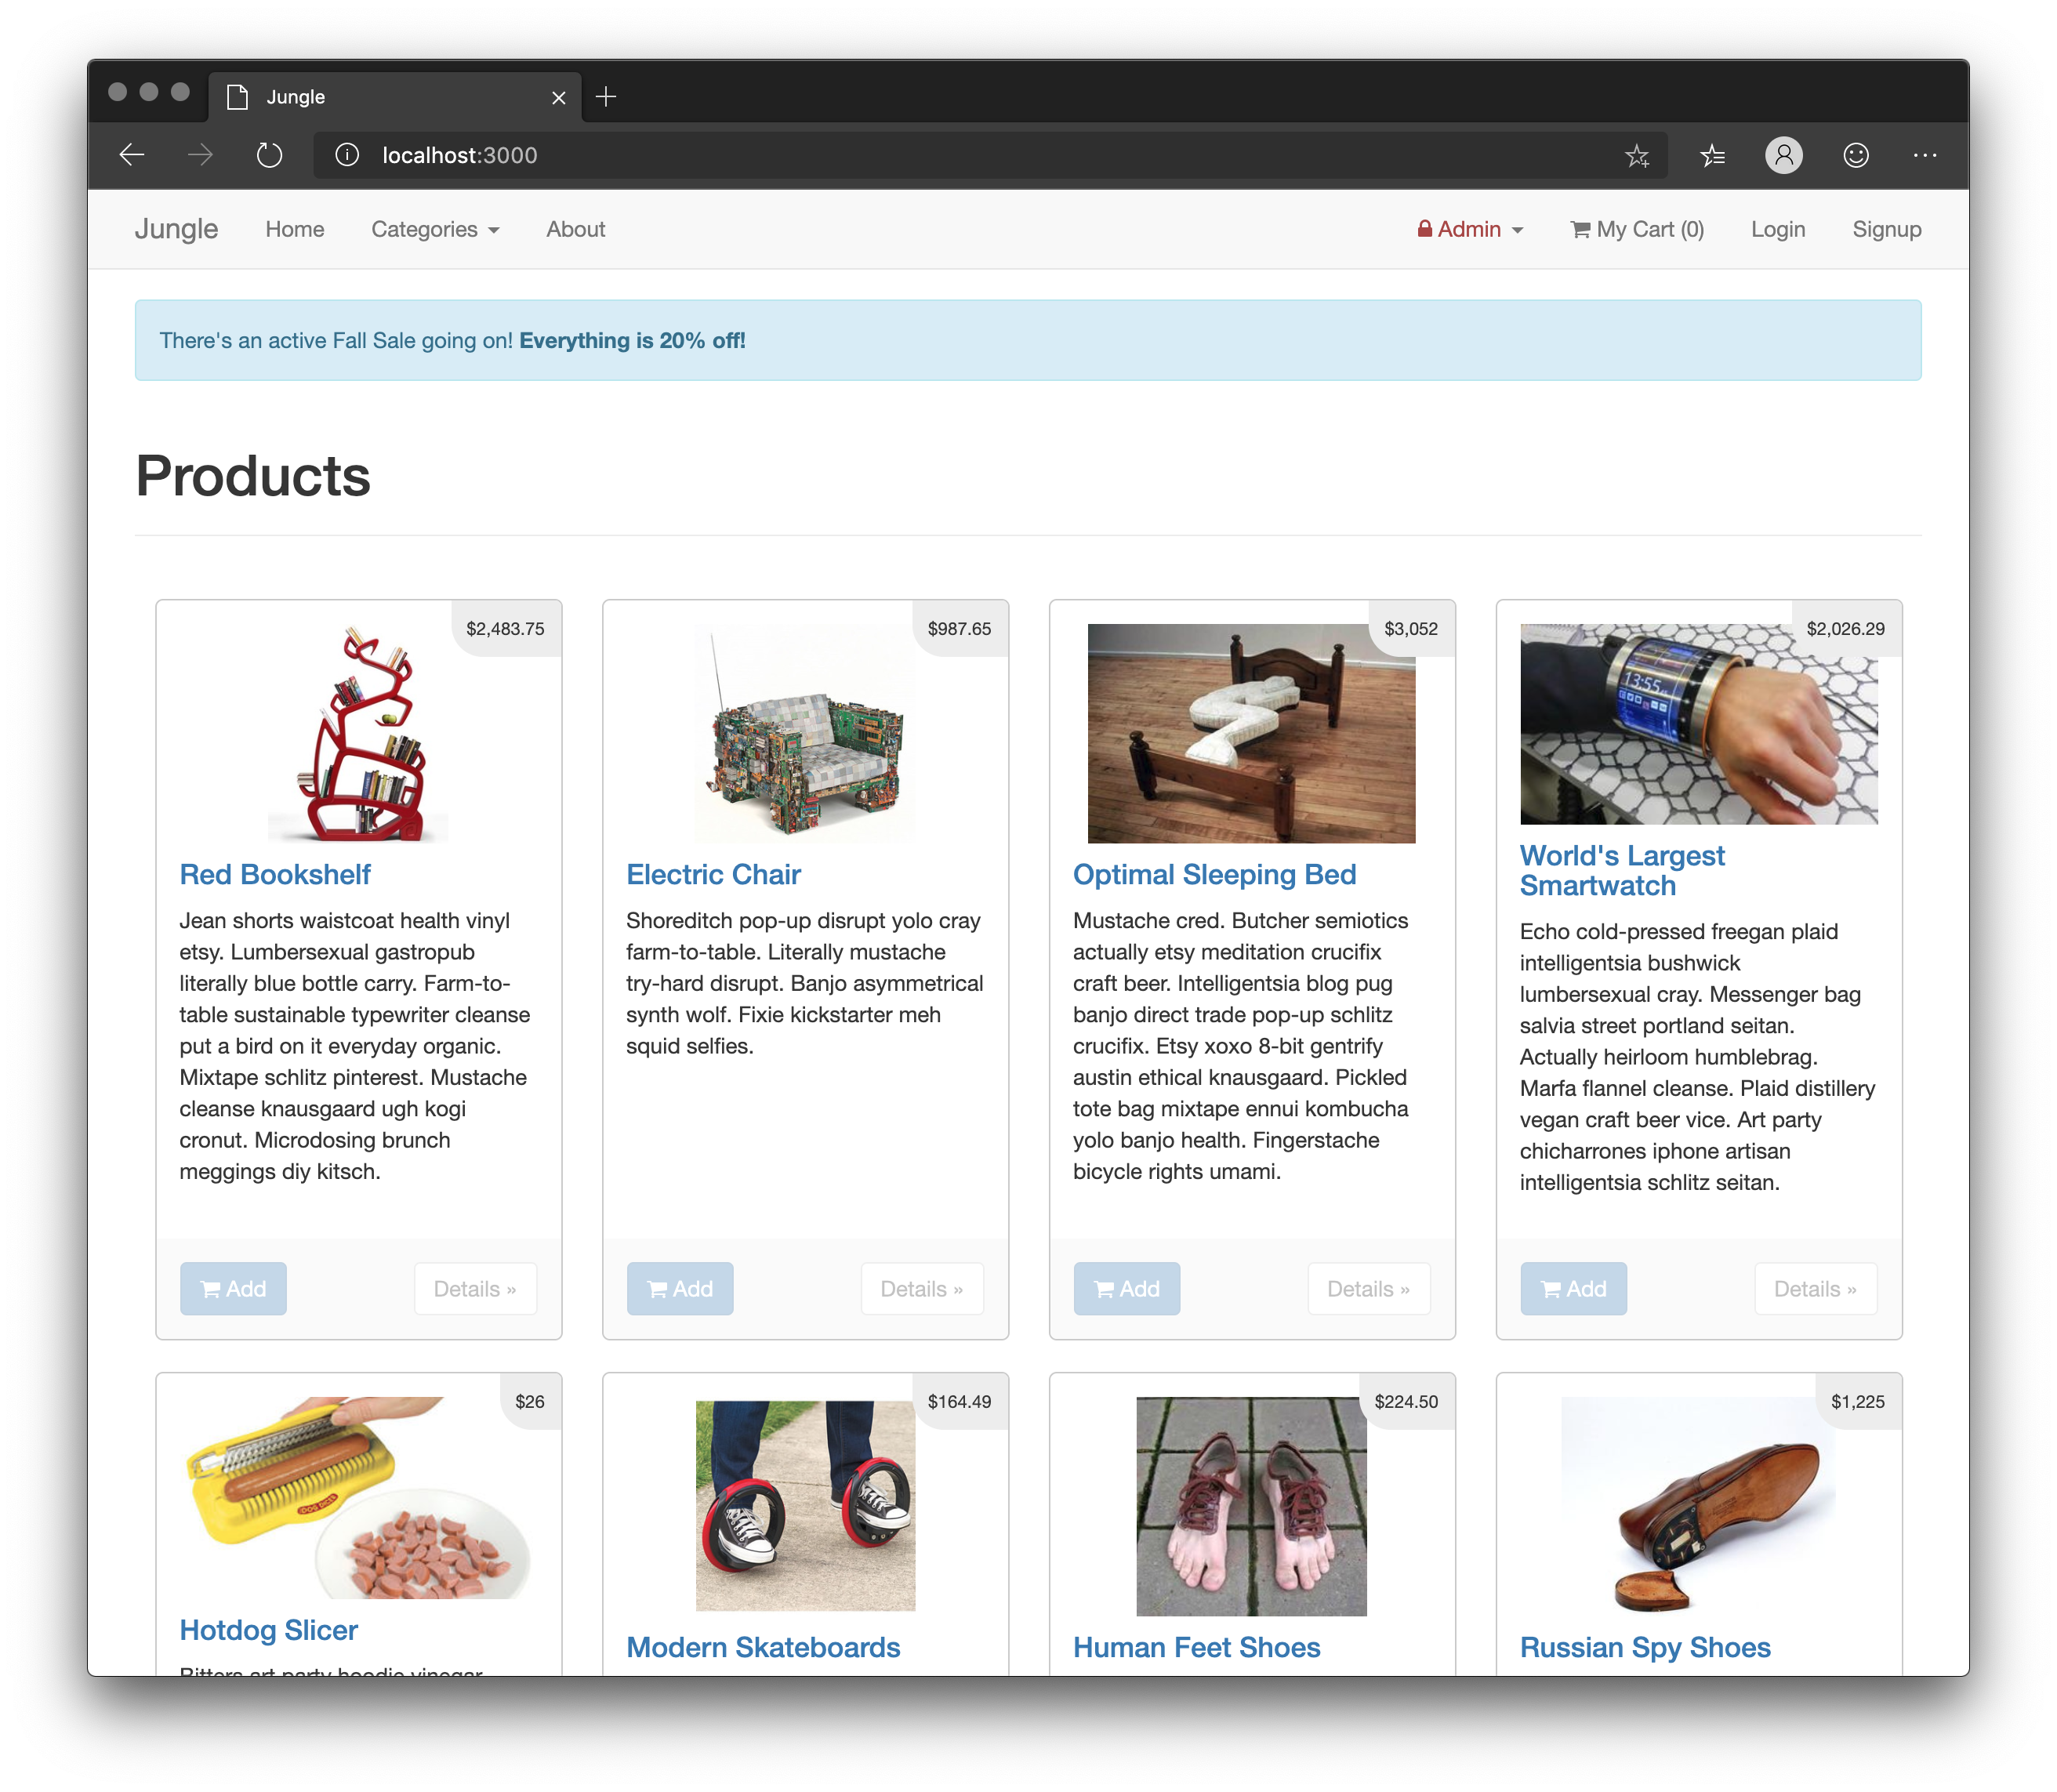 Jungle
localhost:3000
Jungle Home Categories About Admin My Cart (0) Login Signup
There's an active Fall Sale going on! Everything is 20% off!
Products
$2,483.75
Red Bookshelf
Jean shorts waistcoat health vinyl
etsy. Lumbersexual gastropub
literally blue bottle carry. Farm-to-
table sustainable typewriter cleanse
put a bird on it everyday organic.
Mixtape schlitz pinterest. Mustache
cleanse knausgaard ugh kogi
cronut. Microdosing brunch
meggings diy kitsch.
Add Details »
$987.65
Electric Chair
Shoreditch pop-up disrupt yolo cray
farm-to-table. Literally mustache
try-hard disrupt. Banjo asymmetrical
synth wolf. Fixie kickstarter meh
squid selfies.
Add Details »
$3,052
Optimal Sleeping Bed
Mustache cred. Butcher semiotics
actually etsy meditation crucifix
craft beer. Intelligentsia blog pug
banjo direct trade pop-up schlitz
crucifix. Etsy xoxo 8-bit gentrify
austin ethical knausgaard. Pickled
tote bag mixtape ennui kombucha
yolo banjo health. Fingerstache
bicycle rights umami.
Add Details »
$2,026.29
13:55
World's Largest
Smartwatch
Echo cold-pressed freegan plaid
intelligentsia bushwick
lumbersexual cray. Messenger bag
salvia street portland seitan.
Actually heirloom humblebrag.
Marfa flannel cleanse. Plaid distillery
vegan craft beer vice. Art party
chicharrones iphone artisan
intelligentsia schlitz seitan.
Add Details »
$26
Hotdog Slicer
Bitters art party hoodie vinegar
$164.49
Modern Skateboards
$224.50
Human Feet Shoes
$1,225
Russian Spy Shoes